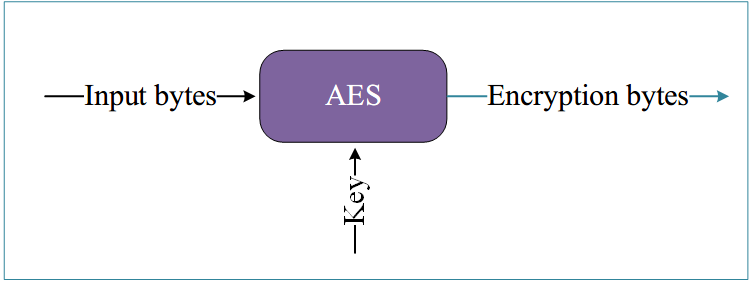 Input bytes
AES
Encryption bytes
Key